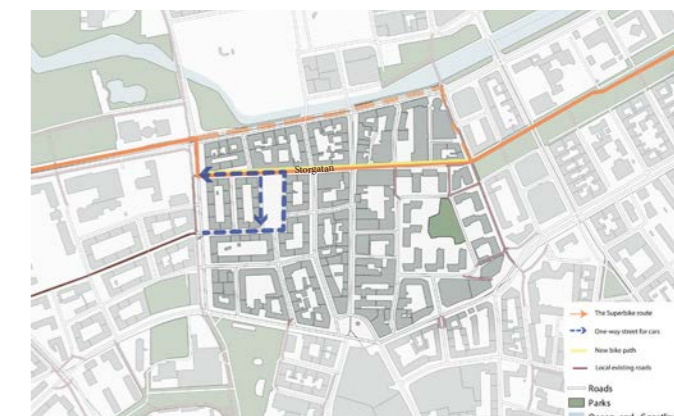 Storgatan
The Superbike route
One-way street for cars
New bike path
Local existing roads
Roads
Parks